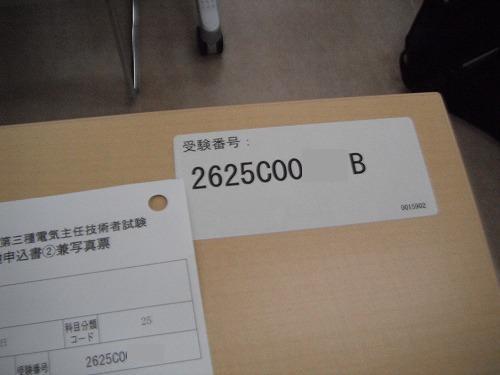 受験番号:
2625C00 B
0015902
第三種電気主任技術者試験
申込書②兼写真票
日
科目分類
コード
25
受験番号
2625C00